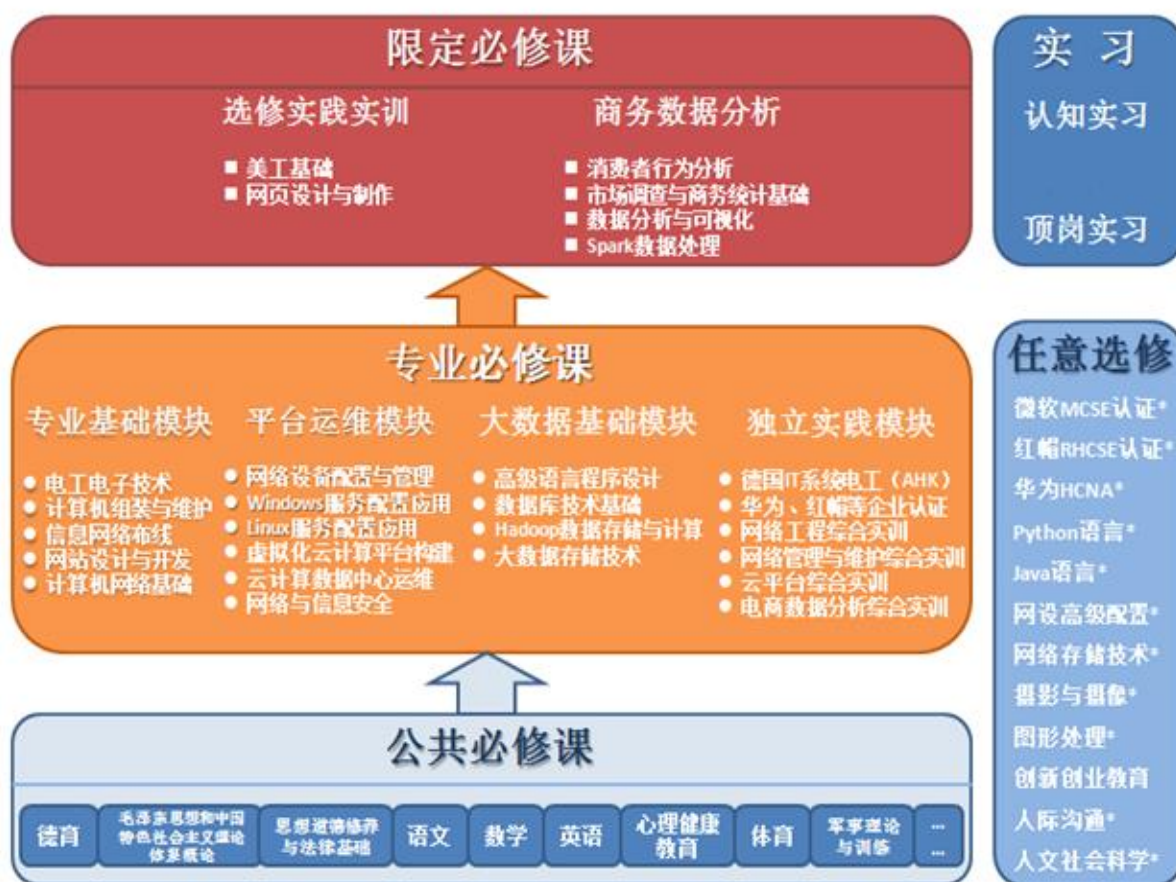 限定必修课
选修实践实训
美工基础
网页设计与制作
商务数据分析
消费者行为分析
市场调查与商务统计基础
数据分析与可视化
Spark数据处理
实 习
认知实习
顶岗实习
专业必修课
专业基础模块
电工电子技术
计算机组装与维护
信息网络布线
网站设计与开发
计算机网络基础
平台运维模块
网络设备配置与管理
Windows服务配置应用
Linux服务配置应用
虚拟化云计算平台构建
云计算数据中心运维
网络与信息安全
大数据基础模块
高级语言程序设计
数据库技术基础
Hadoop数据存储与计算
大数据存储技术
独立实践模块
德国IT系统电工（AHK）
华为、红帽等企业认证
网络工程综合实训
网络管理与维护综合实训
云平台综合实训
电商数据分析综合实训
任意选修
微软MCSE认证*
红帽RHCSE认证*
华为HCNA*
Python语言*
Java语言*
网设高级配置*
网络存储技术*
摄影与摄像*
图形处理*
创新创业教育
人际沟通*
人文社会科学*
公共必修课
德育
毛泽东思想和中国
特色社会主义理论
体系概论
思想道德修养
与法律基础
语文
数学
英语
心理健康
教育
体育
军事理论
与训练
...
...